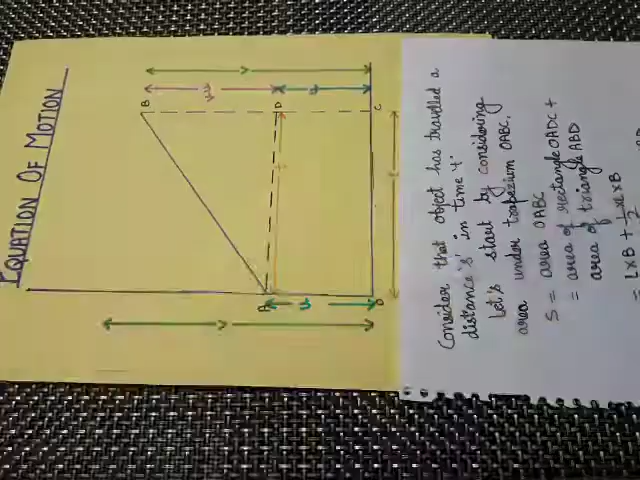 EQUATION OF MOTION
B
D
C
A
Consider that object has travelled a
distance 's' in time 't'
Let's start by considering
area under trapezium OABC.
S = area OABC
= area of rectangle OADC +
area of triangle ABD